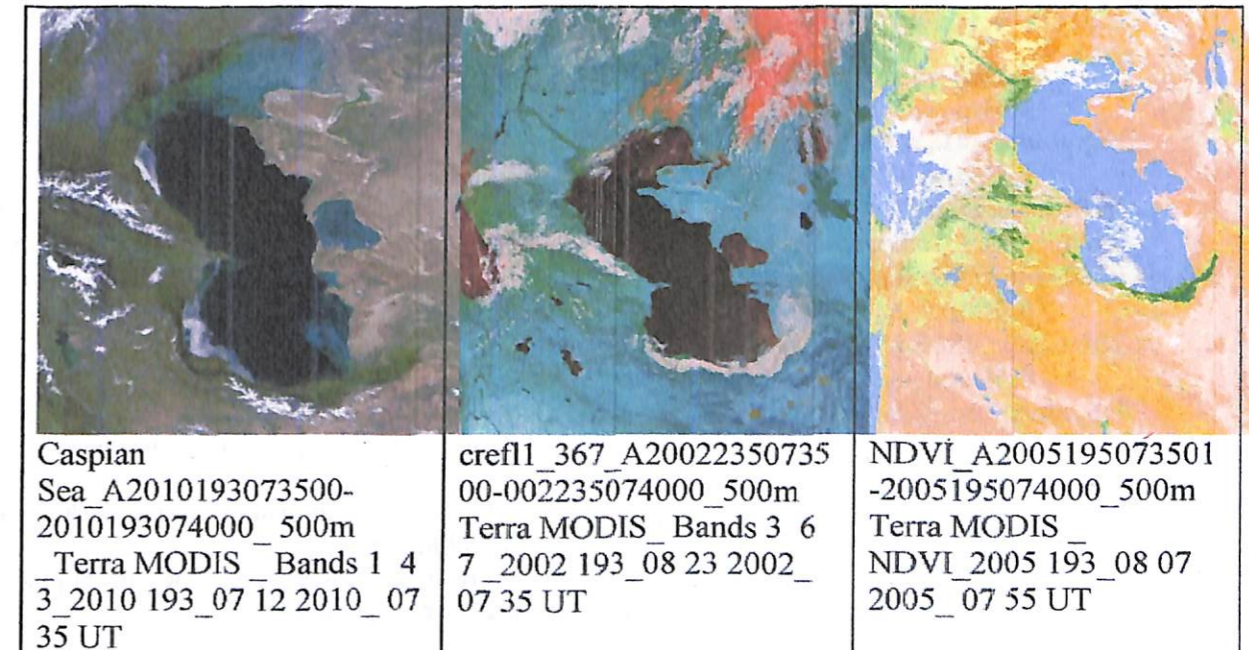 Caspian
Sea_A2010193073500-
2010193074000_ 500m
_Terra MODIS _ Bands 1 4
3_2010 193_07 12 2010_ 07
35 UT
crefl1_367_A20022350735
00-002235074000_500m
Terra MODIS_ Bands 3 6
7 _2002 193_08 23 2002_
07 35 UT
NDVİ_A2005195073501
-2005195074000_500m
Terra MODIS _
NDVI_2005 193_08 07
2005_ 07 55 UT